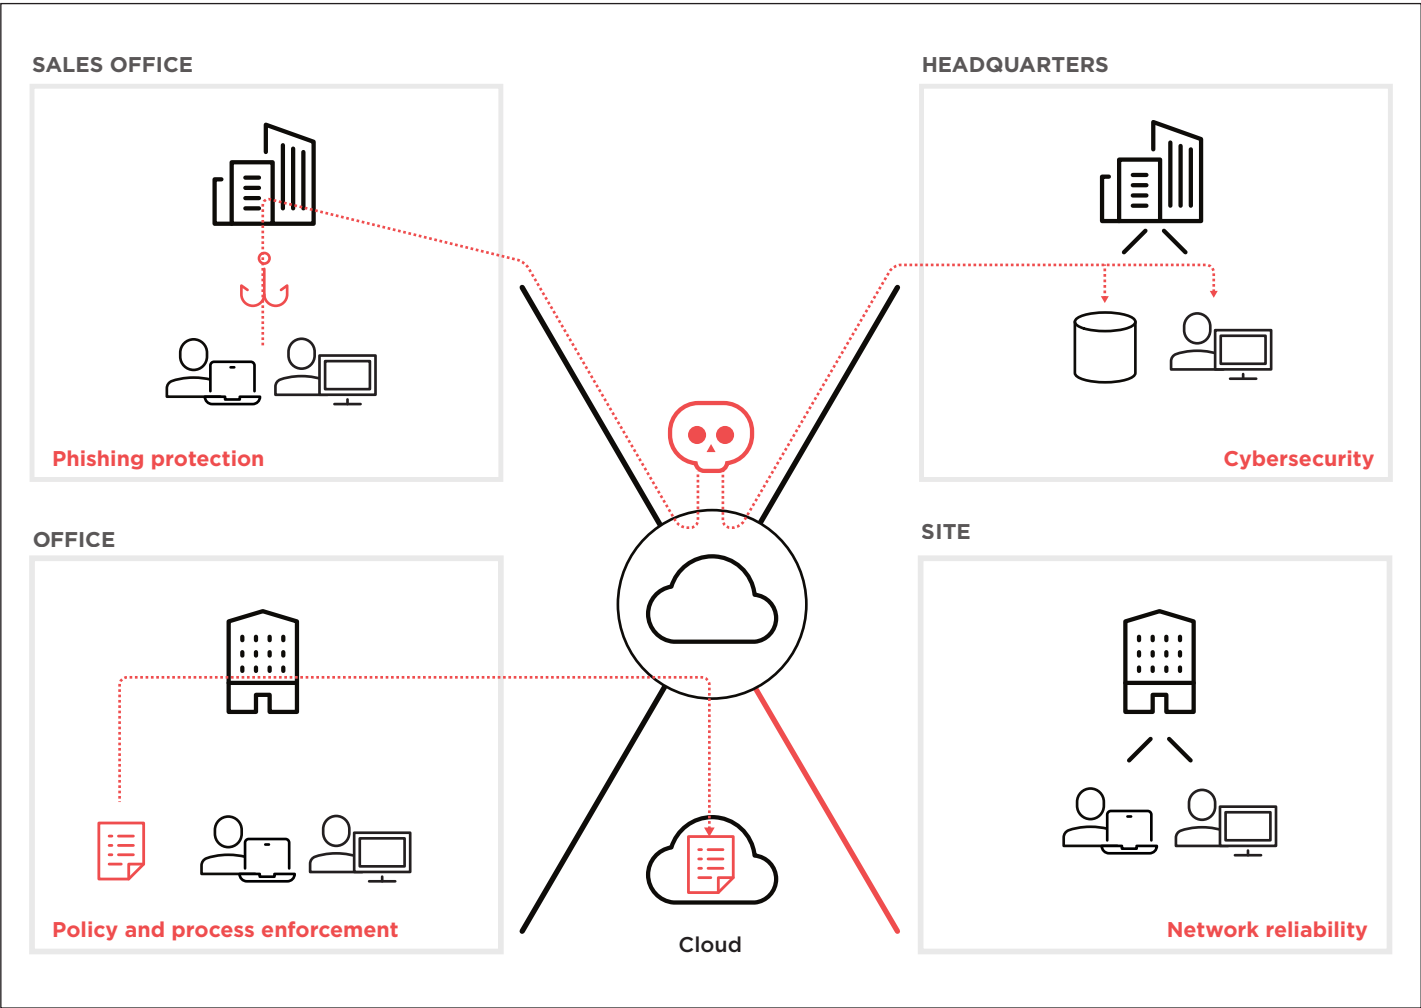 SALES OFFICE
HEADQUARTERS
Phishing protection
Cybersecurity
OFFICE
SITE
Policy and process enforcement
Cloud
Network reliability